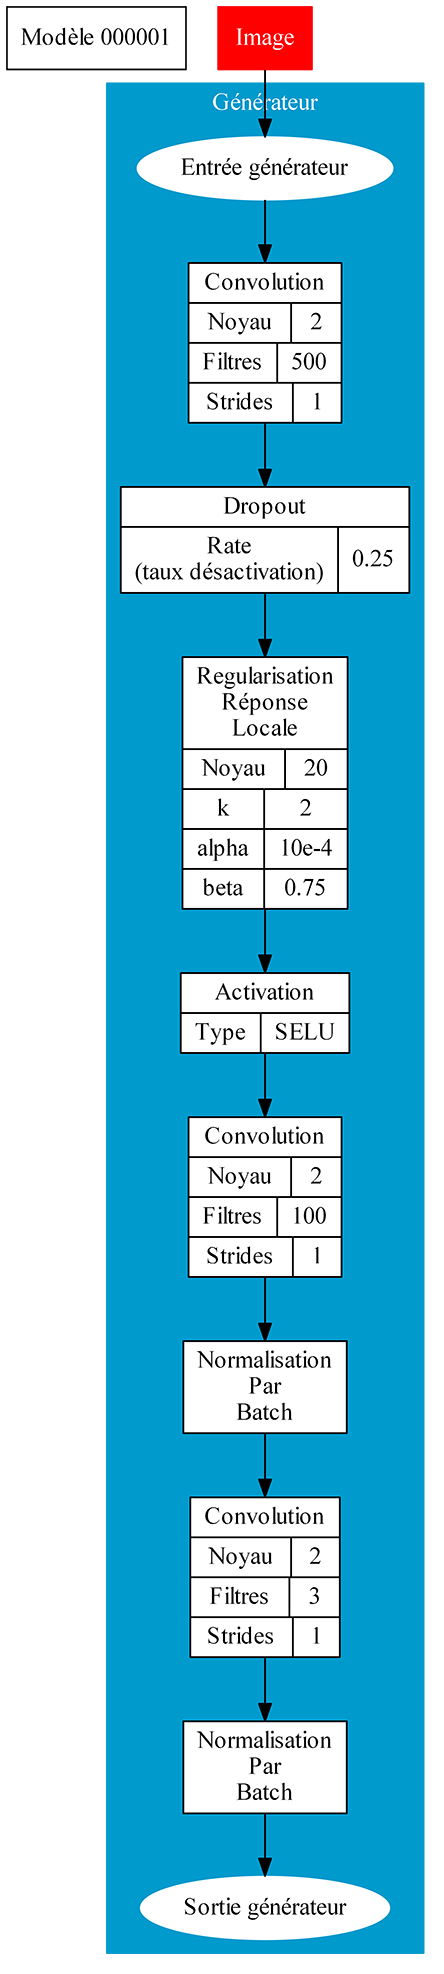 Modèle 000001
Image
Générateur
Entrée générateur
Convolution
Noyau 2
Filtres 500
Strides 1
Dropout
Rate
(taux désactivation) 0.25
Regularisation
Réponse
Locale
Noyau 20
k 2
alpha 10e-4
beta 0.75
Activation
Type SELU
Convolution
Noyau 2
Filtres 100
Strides 1
Normalisation
Par
Batch
Convolution
Noyau 2
Filtres 3
Strides 1
Normalisation
Par
Batch
Sortie générateur